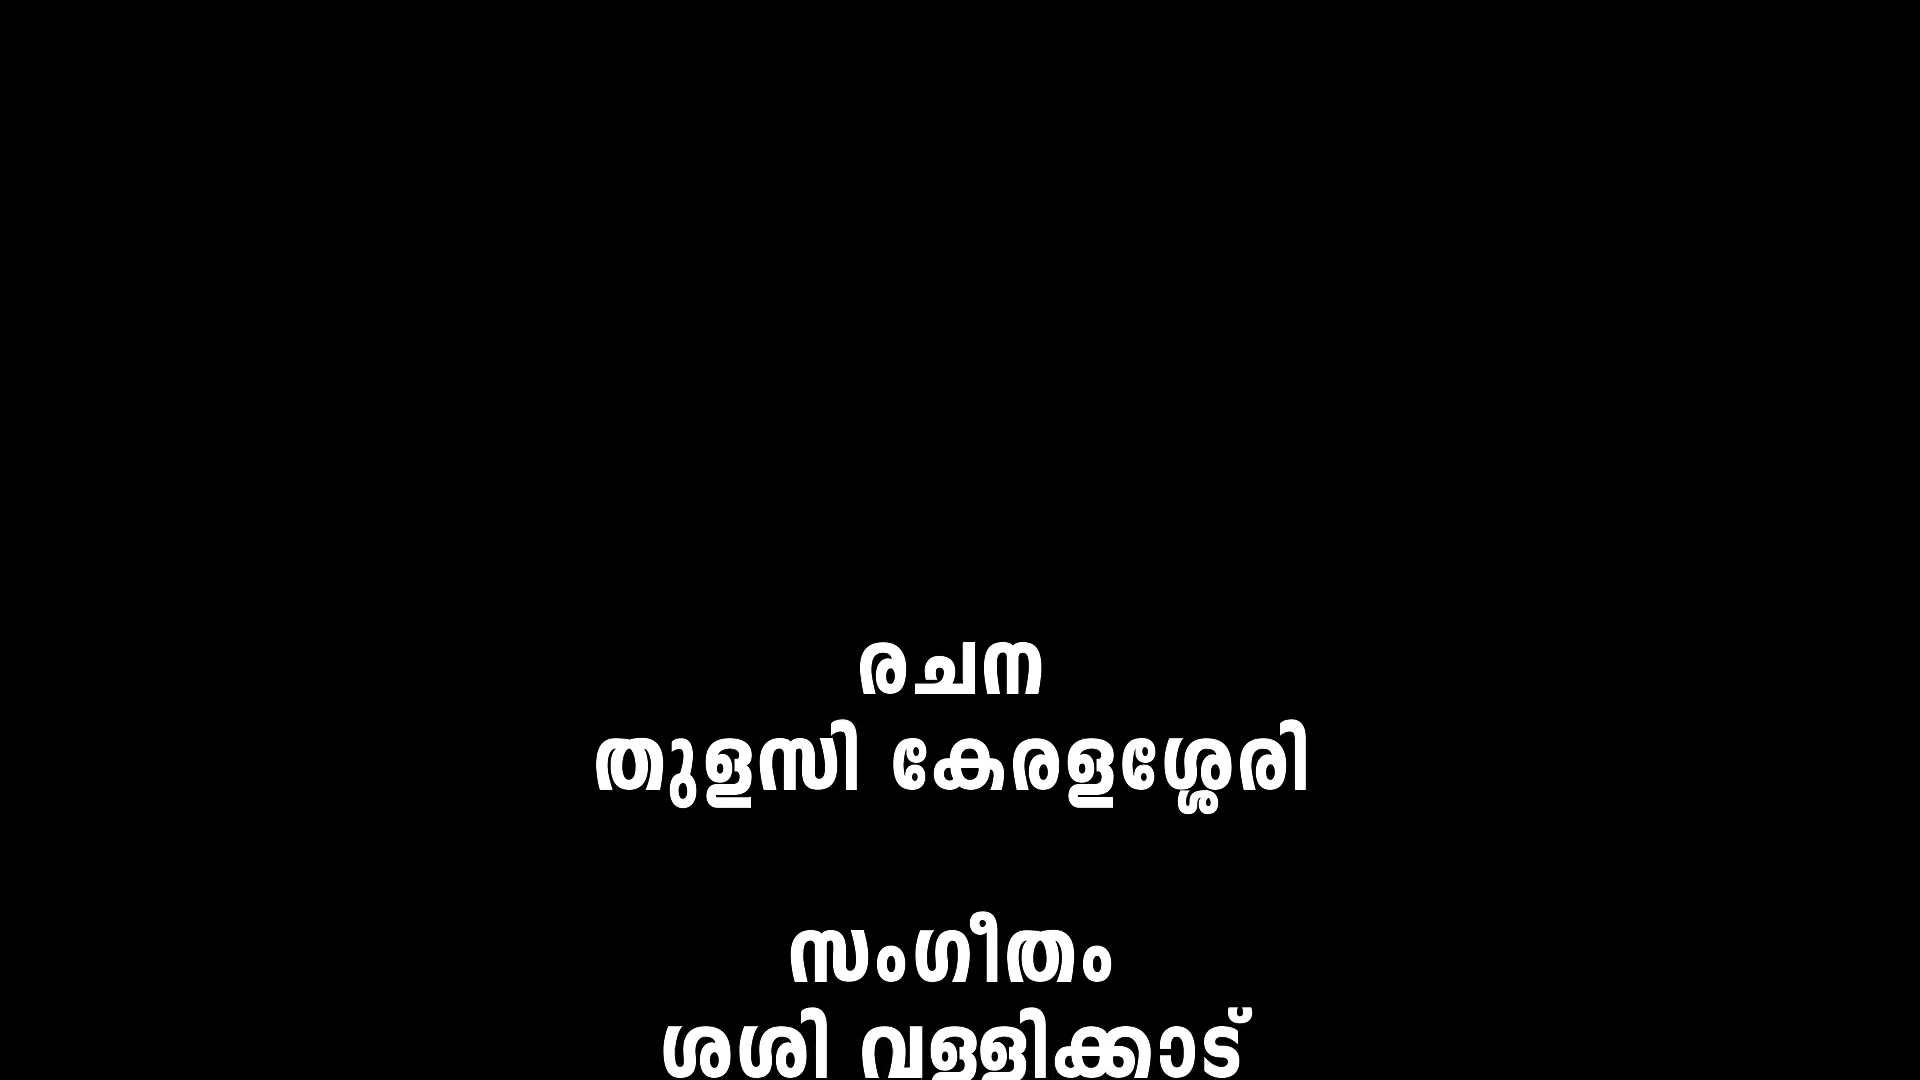 രചന
തുളസി കേരളശ്ശേരി
സംഗീതം
ശശി വള്ളിക്കാട്